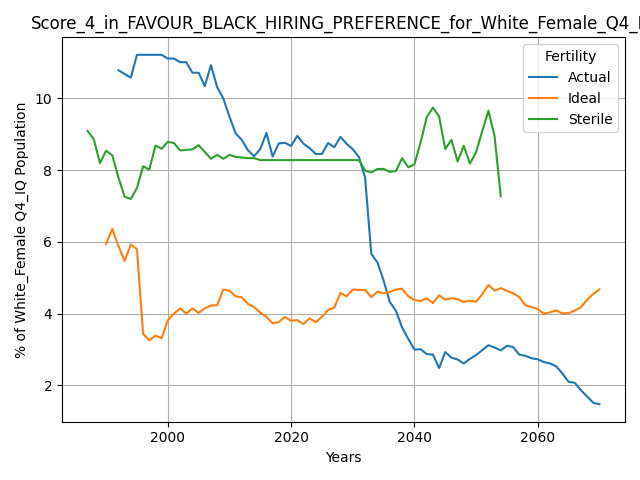 Score_4_in_FAVOUR_BLACK_HIRING_PREFERENCE_for_White_Female_Q4_I
Fertility
Actual
Ideal
Sterile
% of White_Female Q4_IQ Population
10
8
6
4
2
2000 2020 2040 2060
Years